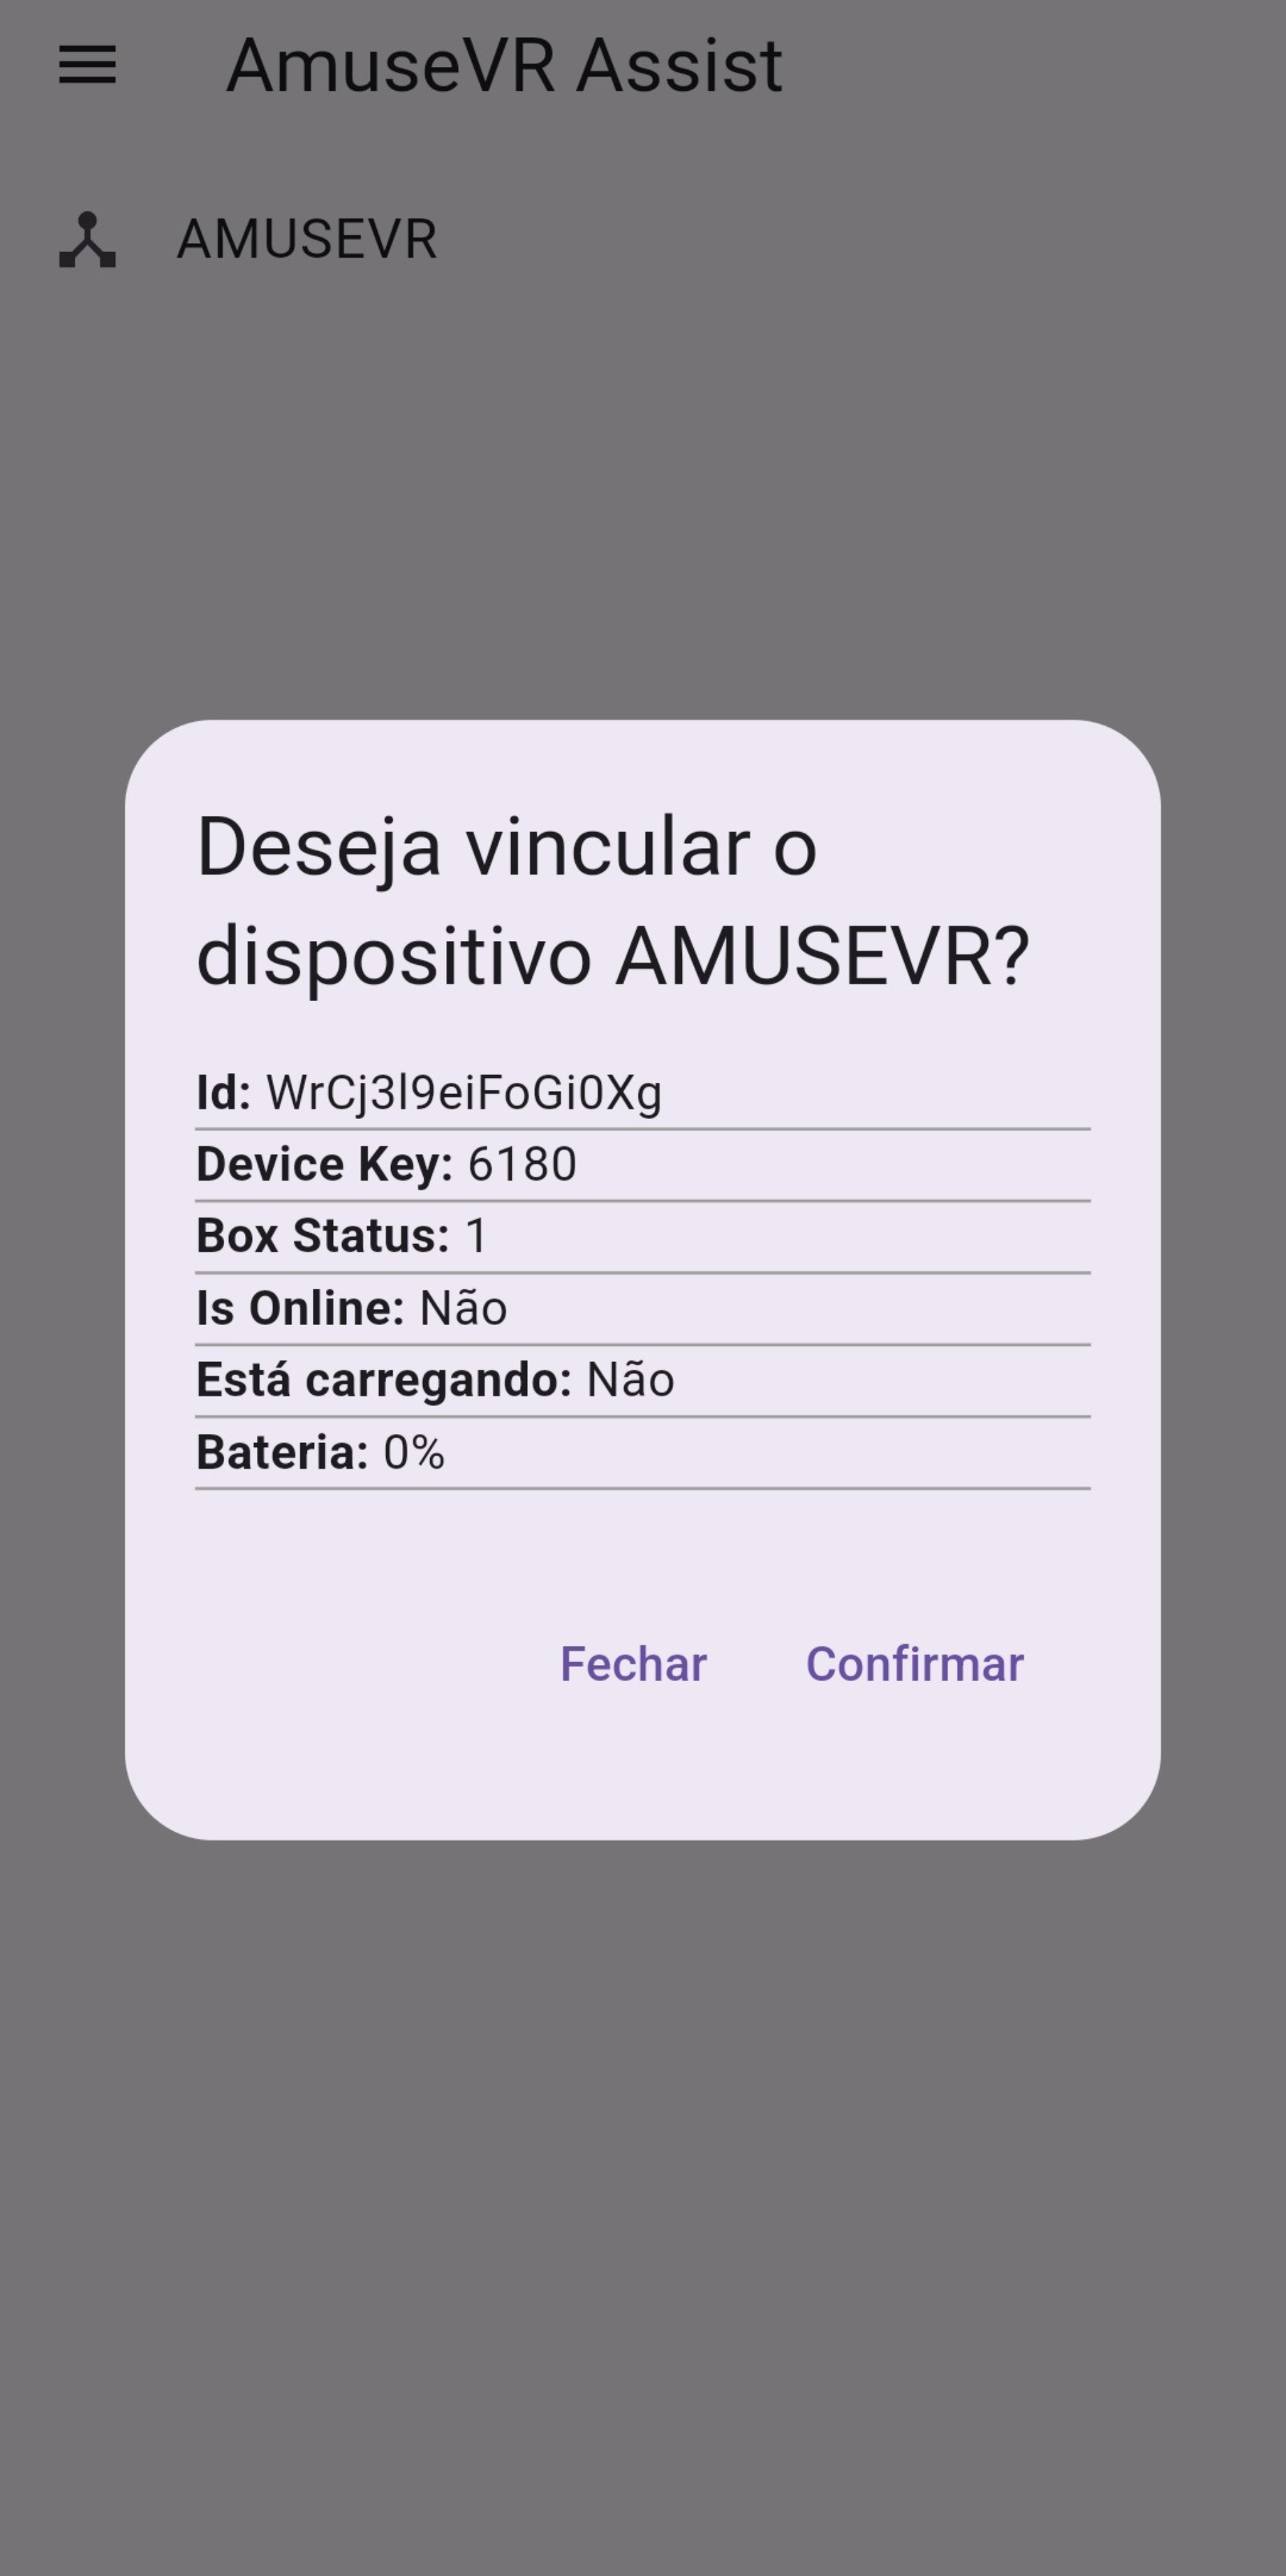 AmuseVR Assist
AMUSEVR
Deseja vincular o
dispositivo AMUSEVR?
Id: WrCj3l9eiFoGi0Xg
Device Key: 6180
Box Status: 1
Is Online: Não
Está carregando: Não
Bateria: 0%
Fechar Confirmar